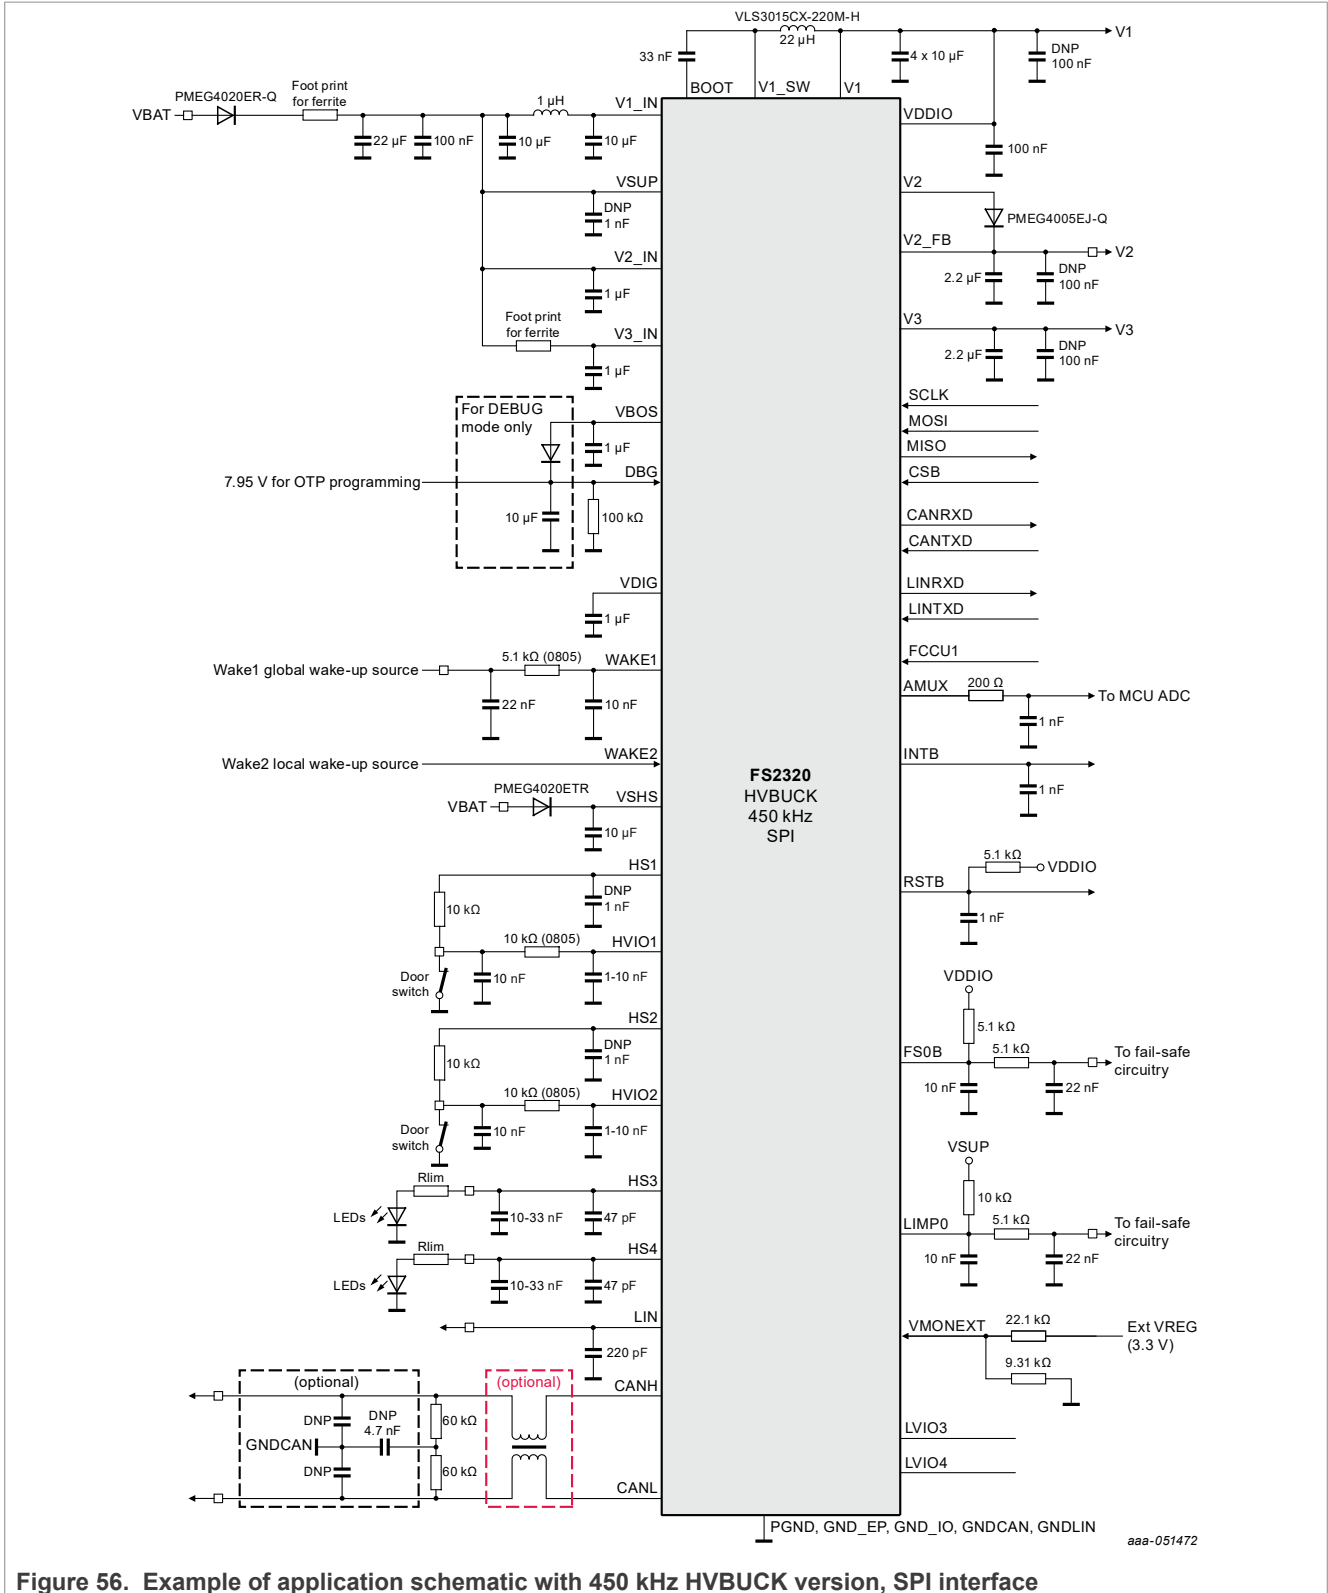 VLS3015CX-220M-H
22 µH
V1
33 nF
4 x 10 µF
DNP
100 nF
BOOT
V1_SW
V1
PMEG4020ER-Q
Foot print
for ferrite
1 µH
V1_IN
VDDIO
VBAT
22 µF
100 nF
10 µF
10 µF
100 nF
VSUP
V2
DNP
1 nF
PMEG4005EJ-Q
V2_FB
V2
V2_IN
2.2 µF
DNP
100 nF
1 µF
Foot print
for ferrite
V3_IN
V3
V3
2.2 µF
DNP
100 nF
1 µF
For DEBUG
mode only
VBOS
SCLK
MOSI
1 µF
MISO
7.95 V for OTP programming
DBG
CSB
10 µF
100 kΩ
CANRXD
CANTXD
VDIG
LINRXD
1 µF
LINTXD
Wake1 global wake-up source
5.1 kΩ (0805)
WAKE1
FCCU1
22 nF
10 nF
AMUX
200 Ω
To MCU ADC
1 nF
Wake2 local wake-up source
WAKE2
INTB
1 nF
FS2320
HVBUCK
450 kHz
SPI
PMEG4020ETR
VBAT
VSHS
10 µF
HS1
5.1 kΩ
VDDIO
RSTB
DNP
1 nF
10 kΩ
1 nF
10 kΩ (0805)
HVIO1
Door
switch
10 nF
1-10 nF
VDDIO
HS2
5.1 kΩ
DNP
1 nF
10 kΩ
FS0B
5.1 kΩ
To fail-safe
circuitry
10 nF
22 nF
10 kΩ (0805)
HVIO2
Door
switch
10 nF
1-10 nF
VSUP
Rlim
HS3
10 kΩ
LEDs
10-33 nF
47 pF
LIMP0
5.1 kΩ
To fail-safe
circuitry
Rlim
HS4
10 nF
22 nF
LEDs
10-33 nF
47 pF
LIN
VMONEXT
22.1 kΩ
Ext VREG
(3.3 V)
220 pF
9.31 kΩ
(optional)
(optional)
CANH
DNP
DNP
4.7 nF
60 kΩ
GNDCAN
LVIO3
DNP
60 kΩ
LVIO4
CANL
PGND, GND_EP, GND_IO, GNDCAN, GNDLIN
aaa-051472
Figure 56. Example of application schematic with 450 kHz HVBUCK version, SPI interface